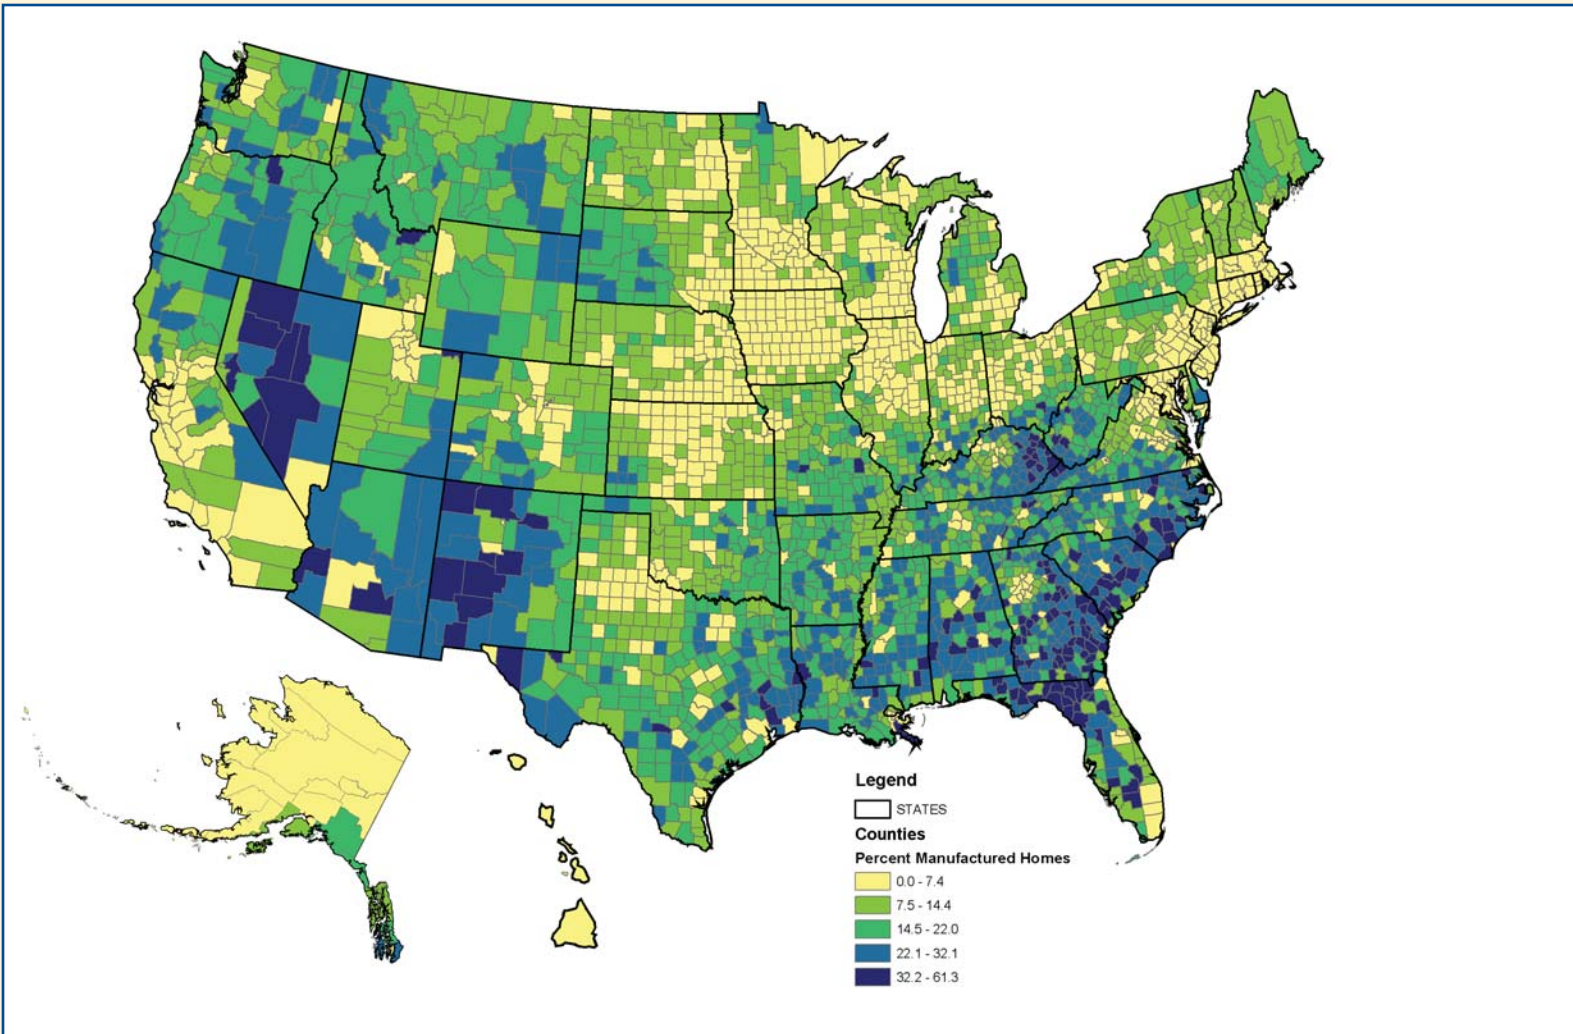 Legend
STATES
Counties
Percent Manufactured Homes
0.0 - 7.4
7.5 - 14.4
14.5 - 22.0
22.1 - 32.1
32.2 - 61.3